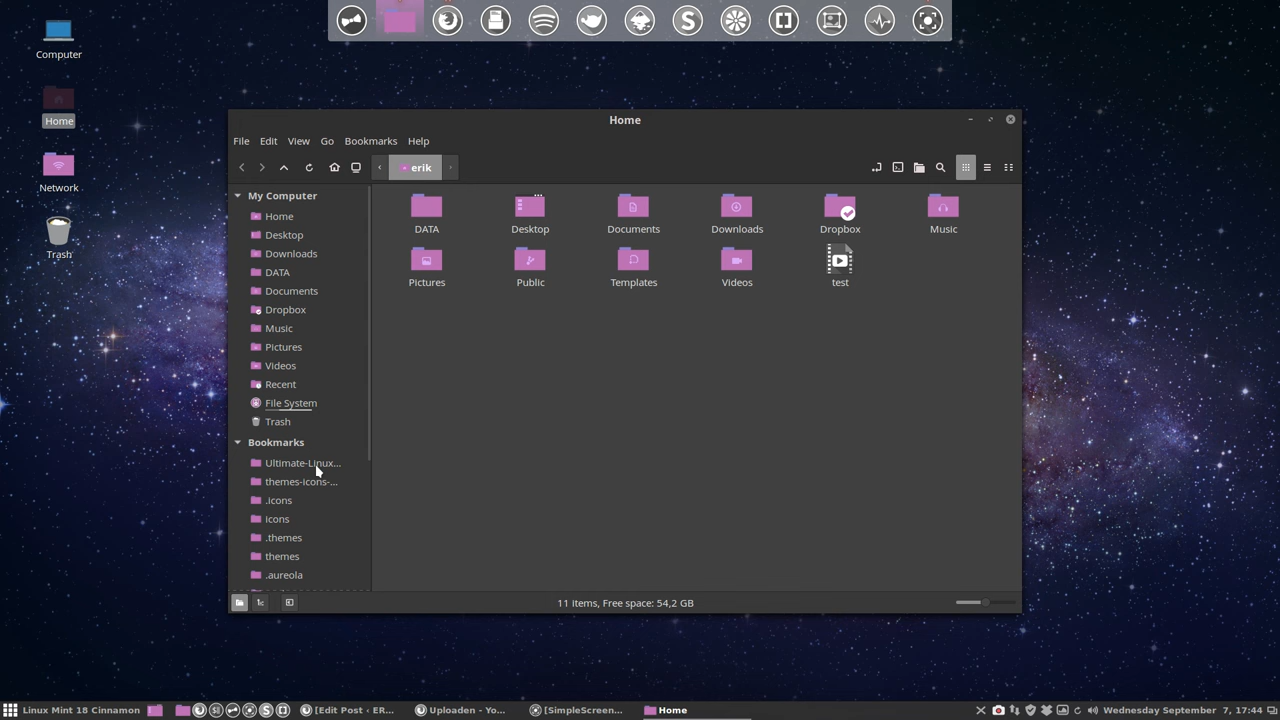 Computer
Home
Network
Trash
Home
File Edit View Go Bookmarks Help
erik
My Computer
Home
Desktop
Downloads
DATA
Documents
Dropbox
Music
Pictures
Videos
Recent
File System
Trash
Bookmarks
Ultimate-Linux...
themes-icons-...
.icons
icons
.themes
themes
.aureola
DATA Desktop Documents Downloads Dropbox Music
Pictures Public Templates Videos test
11 items, Free space: 54,2 GB
Linux Mint 18 Cinnamon [Edit Post ‹ ER... Uploaden - Yo... [SimpleScreen... Home Wednesday September 7, 17:44